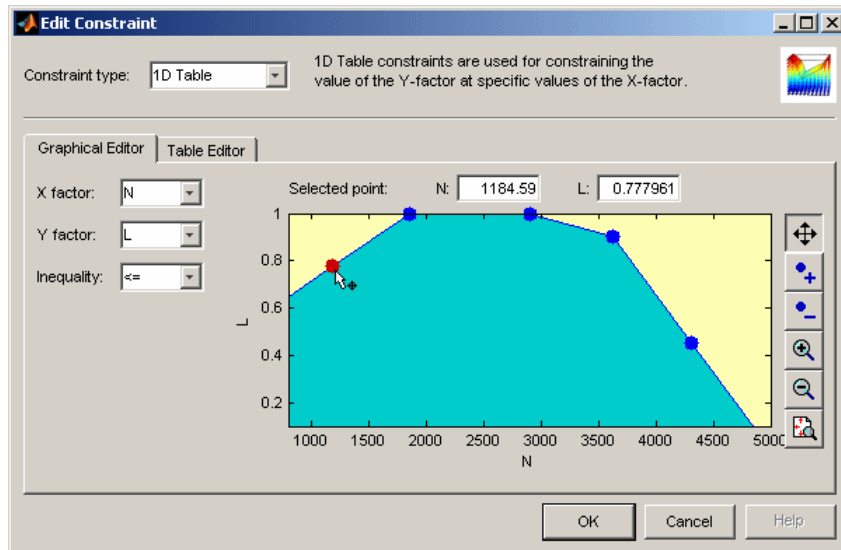 Edit Constraint
Constraint type: 1D Table
1D Table constraints are used for constraining the
value of the Y-factor at specific values of the X-factor.
Graphical Editor Table Editor
X factor: N
Y factor: L
Inequality: <=
Selected point: N: 1184.59 L: 0.777961
1
0.8
0.6
0.4
0.2
L
1000 1500 2000 2500 3000 3500 4000 4500 5000
N
OK Cancel Help